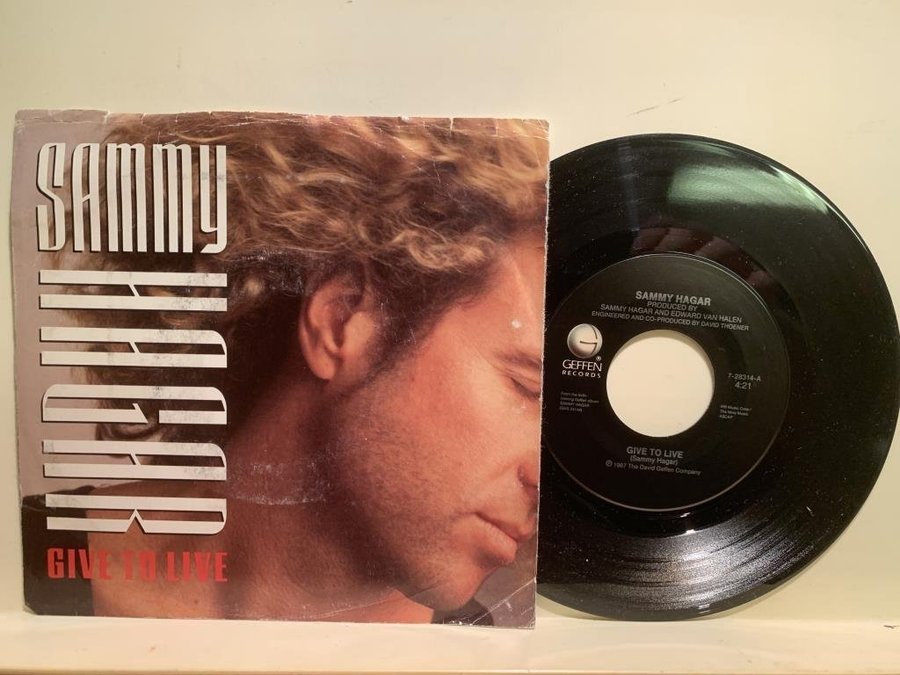 SAMMY
HAGAR
GIVE TO LIVE
SAMMY HAGAR
PRODUCED BY
SAMMY HAGAR AND EDWARD VAN HALEN
ENGINEERED AND CO-PRODUCED BY DAVID THOENER
GEFFEN
RECORDS
7-28314-A
4:21
SAMMY HAGAR
GIVE TO LIVE
(Sammy Hagar)
℗ 1987 The David Geffen Company